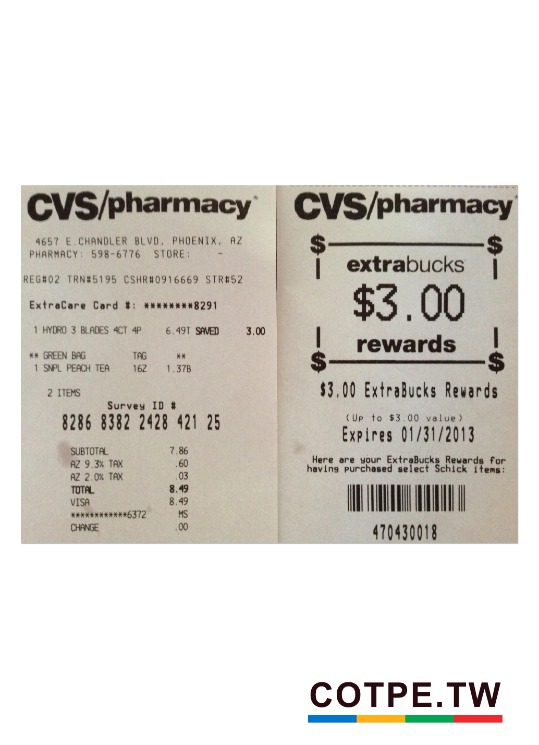 CVS/pharmacy
4657 E.CHANDLER BLVD, PHOENIX, AZ
PHARMACY: 598-6776 STORE: -
REG#02 TRN#5195 CSHR#0916669 STR#52
ExtraCare Card #: ********8291
1 HYDRO 3 BLADES 4CT 4P 6.49T SAVED 3.00
** GREEN BAG TAG **
1 SNPL PEACH TEA 16Z 1.37B
2 ITEMS
Survey ID #
8286 8382 2428 421 25
SUBTOTAL 7.86
AZ 9.3% TAX .60
AZ 2.0% TAX .03
TOTAL 8.49
VISA 8.49
************6372 MS
CHANGE .00
CVS/pharmacy
$ $
extrabucks
$3.00
rewards
$ $
$3.00 ExtraBucks Rewards
(Up to $3.00 value)
Expires 01/31/2013
Here are your ExtraBucks Rewards for
having purchased select Schick items:
470430018
COTPE.TW